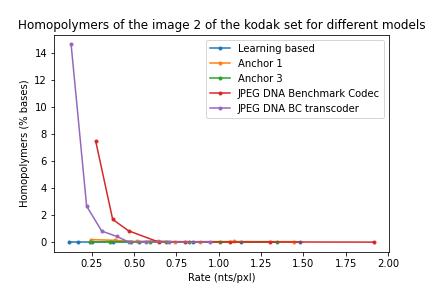 Homopolymers of the image 2 of the kodak set for different models
Homopolymers (% bases)
14
12
10
8
6
4
2
0
Learning based
Anchor 1
Anchor 3
JPEG DNA Benchmark Codec
JPEG DNA BC transcoder
0.25 0.50 0.75 1.00 1.25 1.50 1.75 2.00
Rate (nts/pxl)